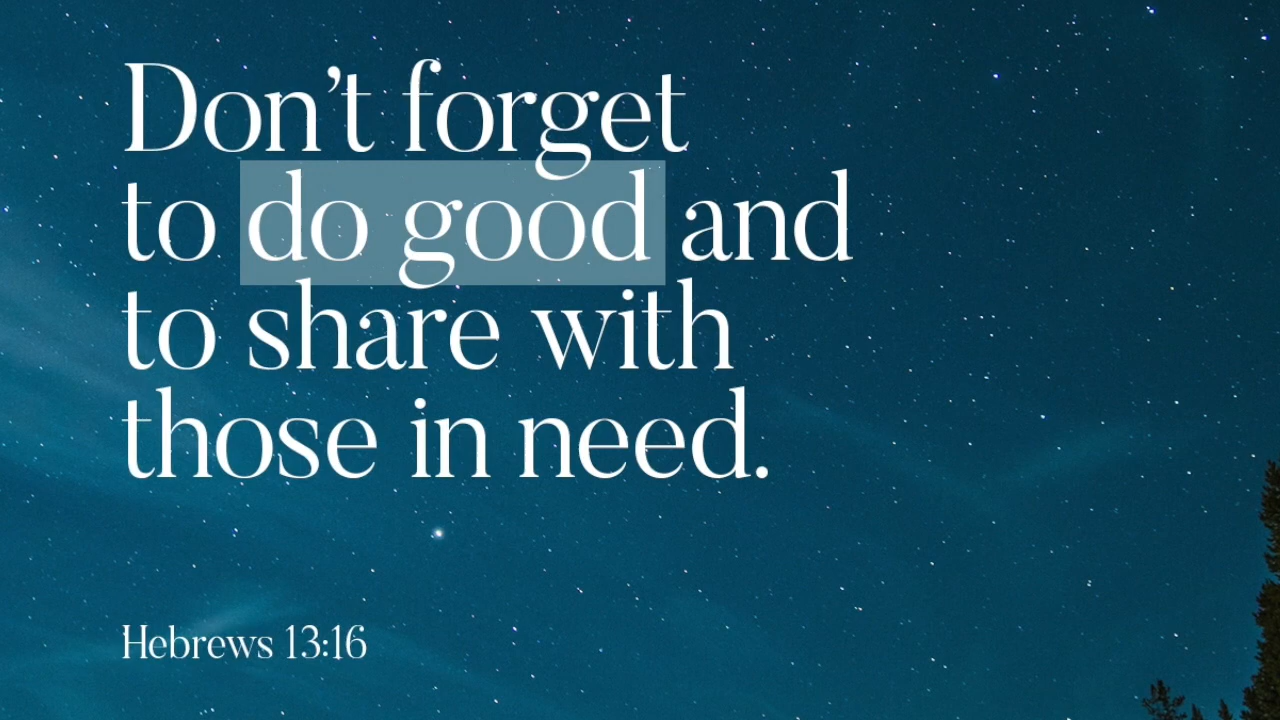 Don’t forget
to do good and
to share with
those in need.
Hebrews 13:16